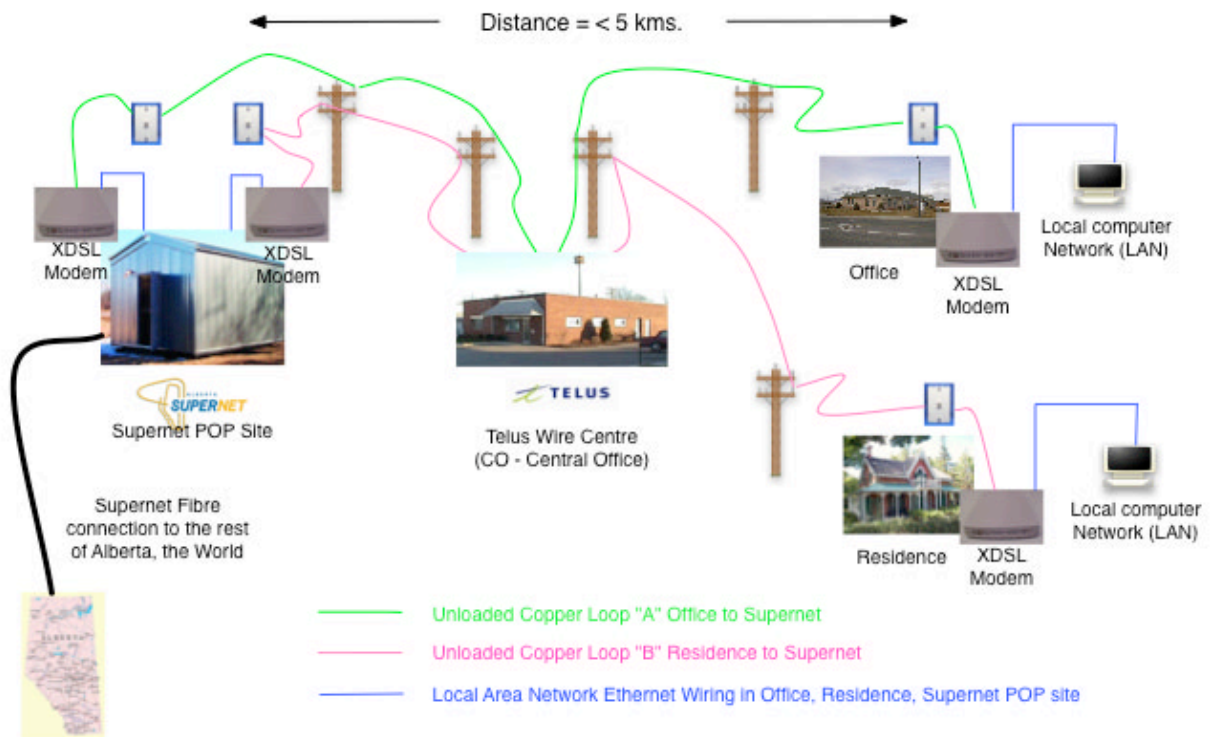 Distance = < 5 kms.
XDSL
Modem
XDSL
Modem
Office
XDSL
Modem
Local computer
Network (LAN)
ALBERTA
SUPERNET
Supernet POP Site
TELUS
Telus Wire Centre
(CO - Central Office)
Supernet Fibre
connection to the rest
of Alberta, the World
Residence
XDSL
Modem
Local computer
Network (LAN)
ALBERTA
Unloaded Copper Loop "A" Office to Supernet
Unloaded Copper Loop "B" Residence to Supernet
Local Area Network Ethernet Wiring in Office, Residence, Supernet POP site